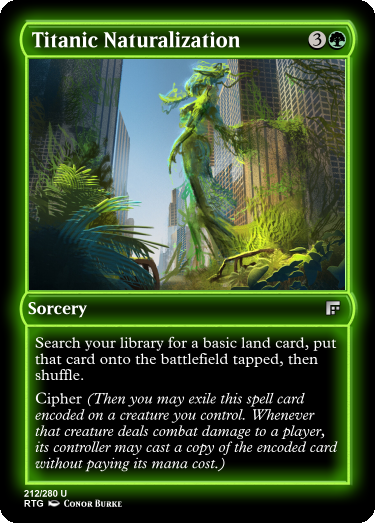 Titanic Naturalization 3
Sorcery
Search your library for a basic land card, put
that card onto the battlefield tapped, then
shuffle.
Cipher (Then you may exile this spell card
encoded on a creature you control. Whenever
that creature deals combat damage to a player,
its controller may cast a copy of the encoded card
without paying its mana cost.)
212/280 U
RTG Conor Burke